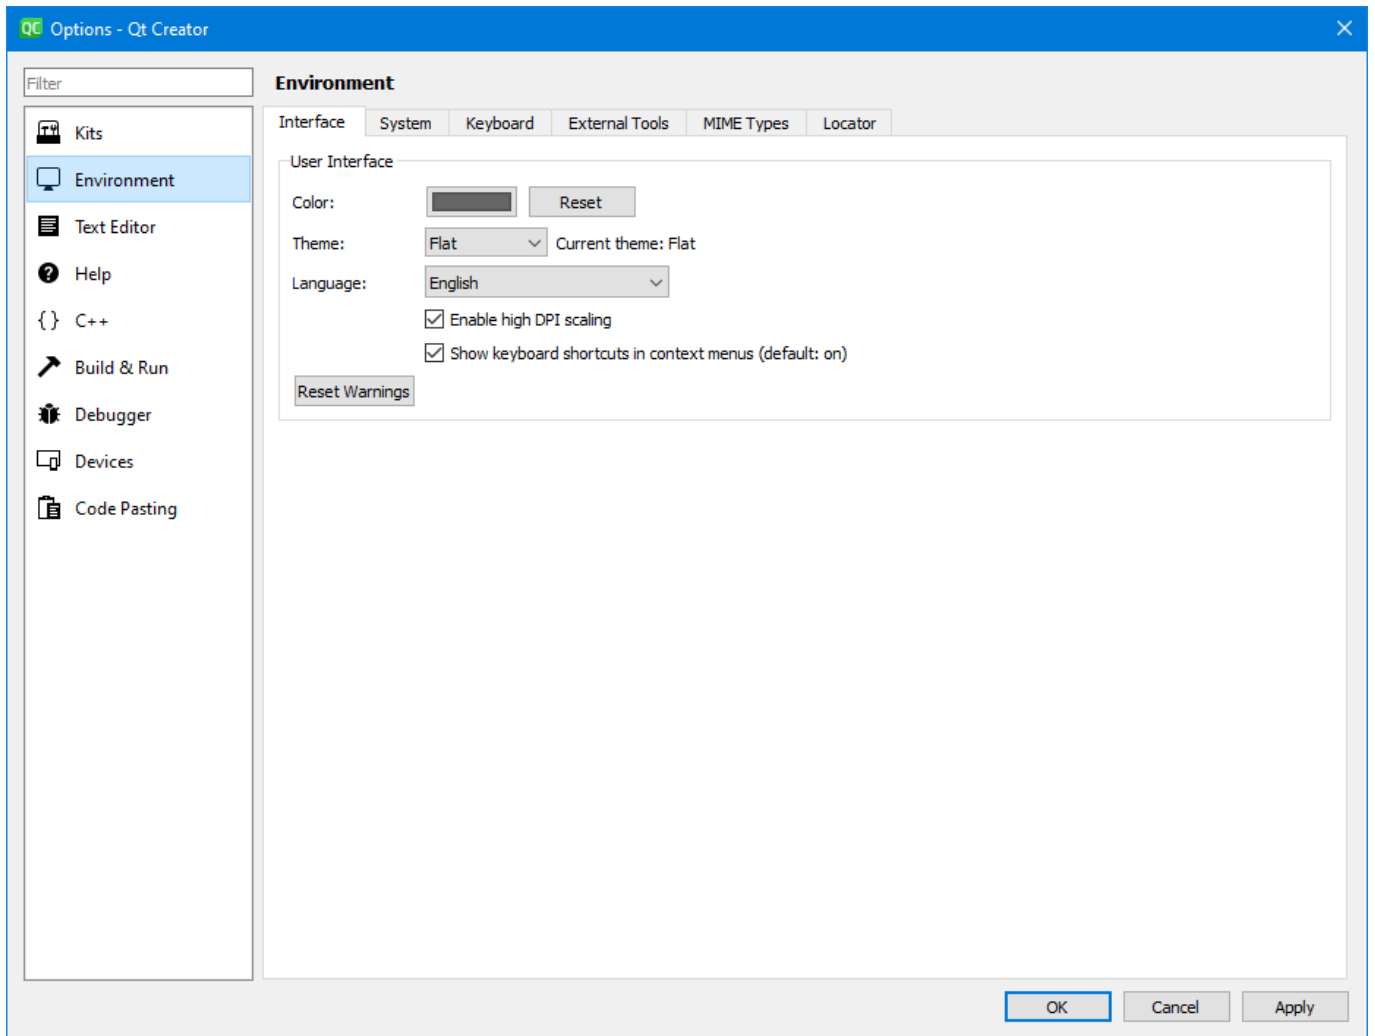 QC Options - Qt Creator
Filter
Kits
Environment
Text Editor
Help
{ } C++
Build & Run
Debugger
Devices
Code Pasting
Environment
Interface System Keyboard External Tools MIME Types Locator
User Interface
Color: Reset
Theme: Flat Current theme: Flat
Language: English
Enable high DPI scaling
Show keyboard shortcuts in context menus (default: on)
Reset Warnings
OK Cancel Apply